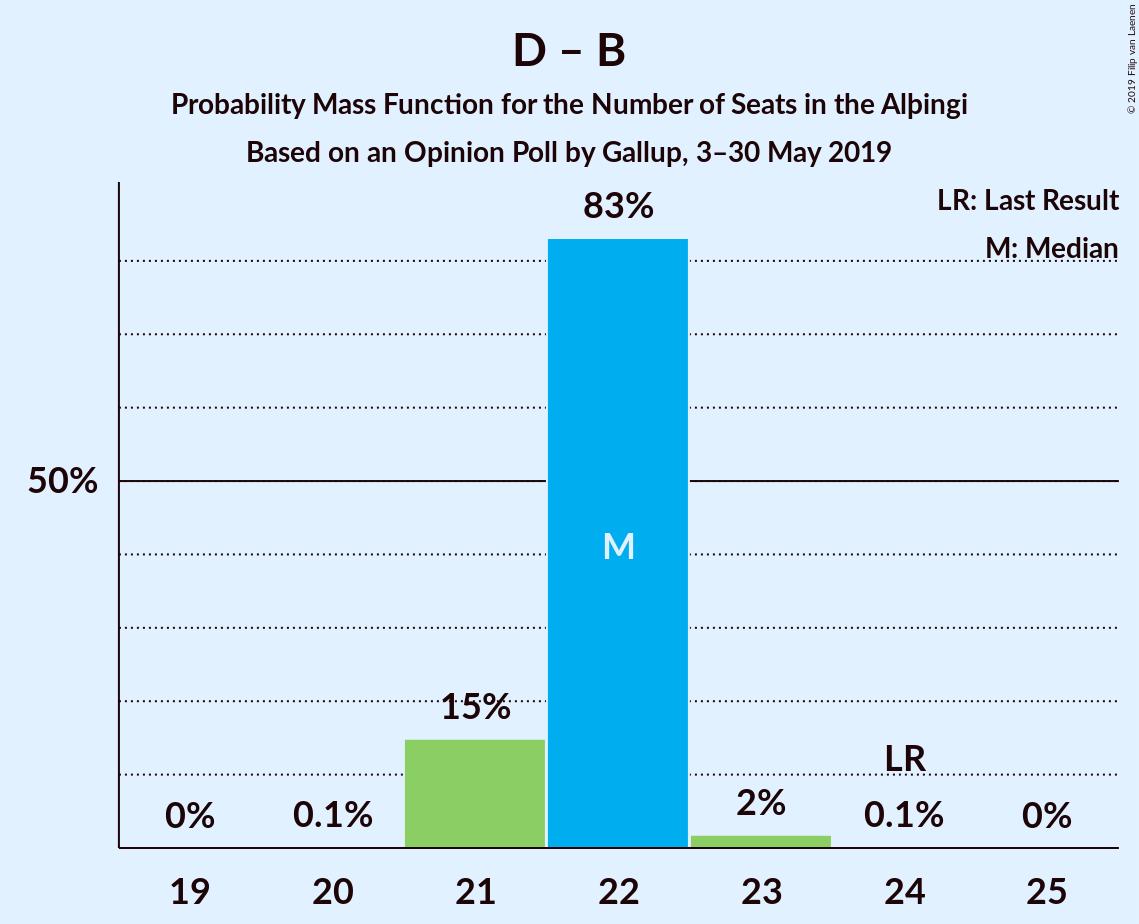 D – B
Probability Mass Function for the Number of Seats in the Alþingi
Based on an Opinion Poll by Gallup, 3–30 May 2019
© 2019 Filip van Laenen
LR: Last Result
M: Median
83%
50%
M
15%
LR
0%
0.1%
2%
0.1%
0%
19 20 21 22 23 24 25